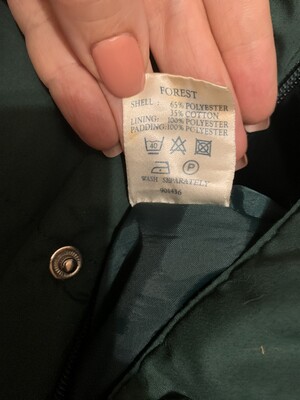 FOREST
SHELL: 65% POLYESTER
35% COTTON
LINING: 100% POLYESTER
PADDING: 100% POLYESTER
40
P
WASH SEPARATELY